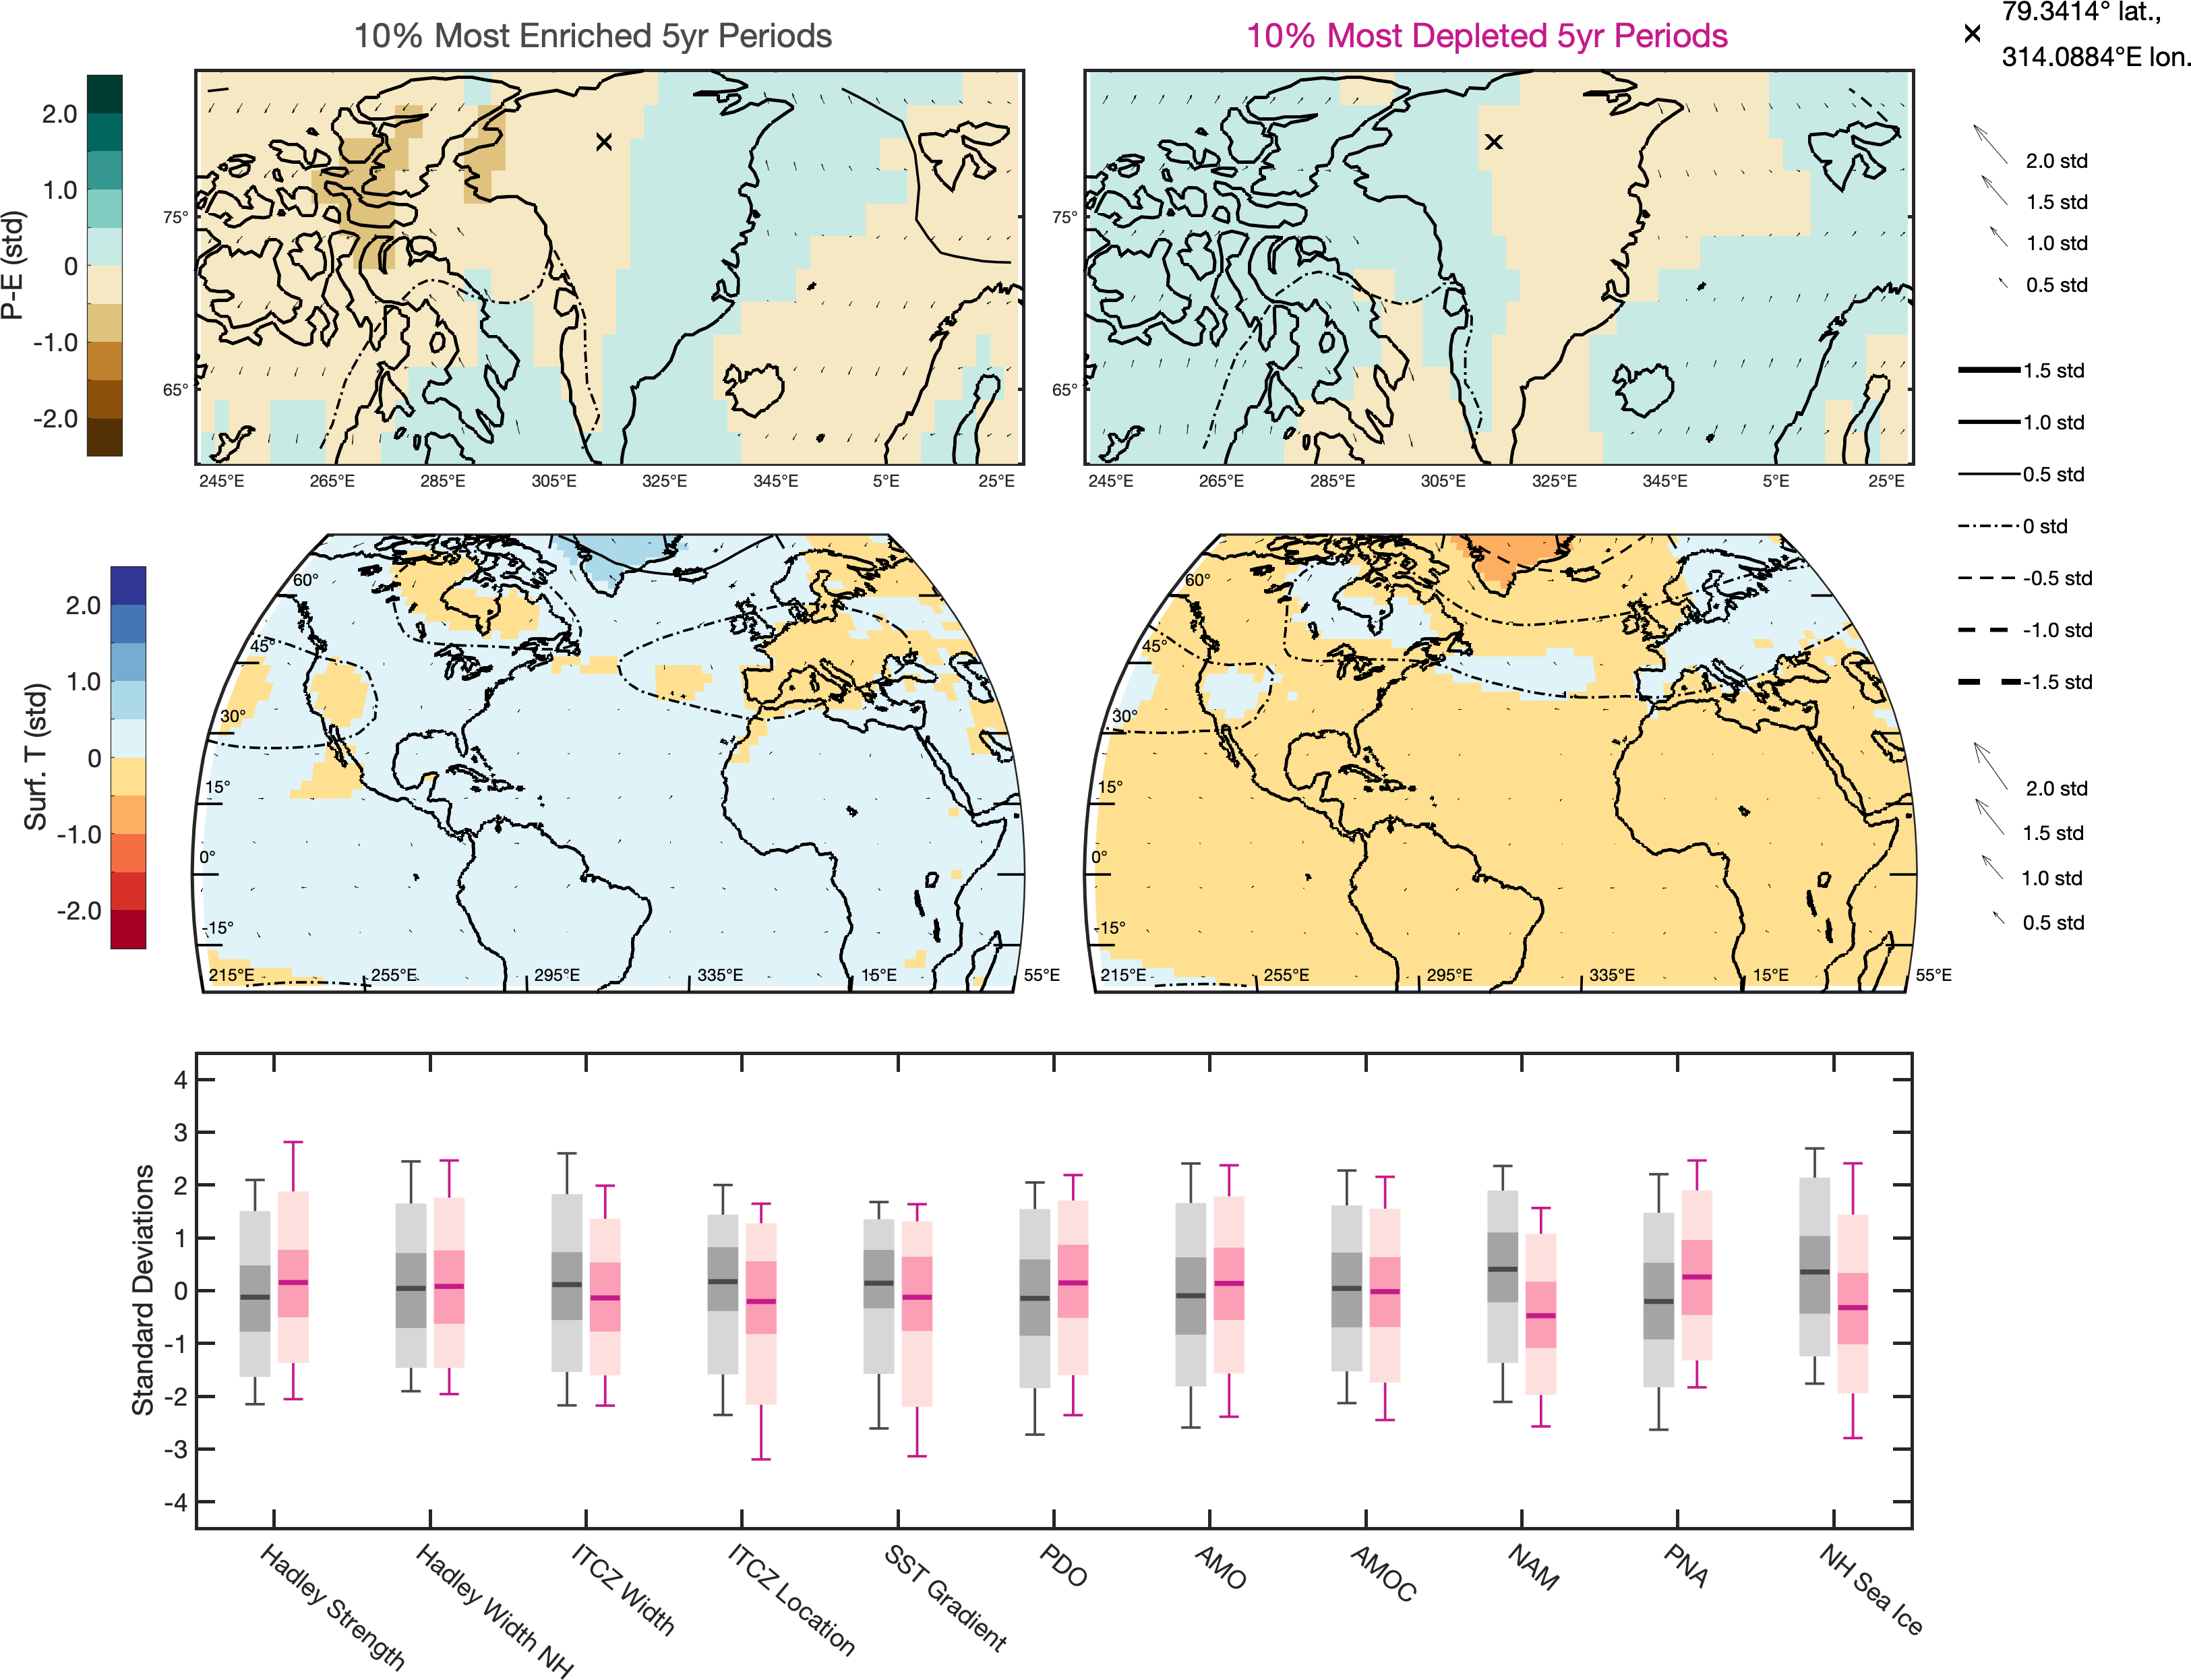 10% Most Enriched 5yr Periods
10% Most Depleted 5yr Periods
79.3414° lat.,
314.0884°E lon.
P-E (std)
2.0
1.0
0
-1.0
-2.0
75°
65°
245°E 265°E 285°E 305°E 325°E 345°E 5°E 25°E
75°
65°
245°E 265°E 285°E 305°E 325°E 345°E 5°E 25°E
2.0 std
1.5 std
1.0 std
0.5 std
1.5 std
1.0 std
0.5 std
0 std
-0.5 std
-1.0 std
-1.5 std
2.0 std
1.5 std
1.0 std
0.5 std
Surf. T (std)
2.0
1.0
0
-1.0
-2.0
60°
45°
30°
15°
0°
-15°
215°E 255°E 295°E 335°E 15°E 55°E
60°
45°
30°
15°
0°
-15°
215°E 255°E 295°E 335°E 15°E 55°E
Standard Deviations
4
3
2
1
0
-1
-2
-3
-4
Hadley Strength
Hadley Width NH
ITCZ Width
ITCZ Location
SST Gradient
PDO
AMO
AMOC
NAM
PNA
NH Sea Ice